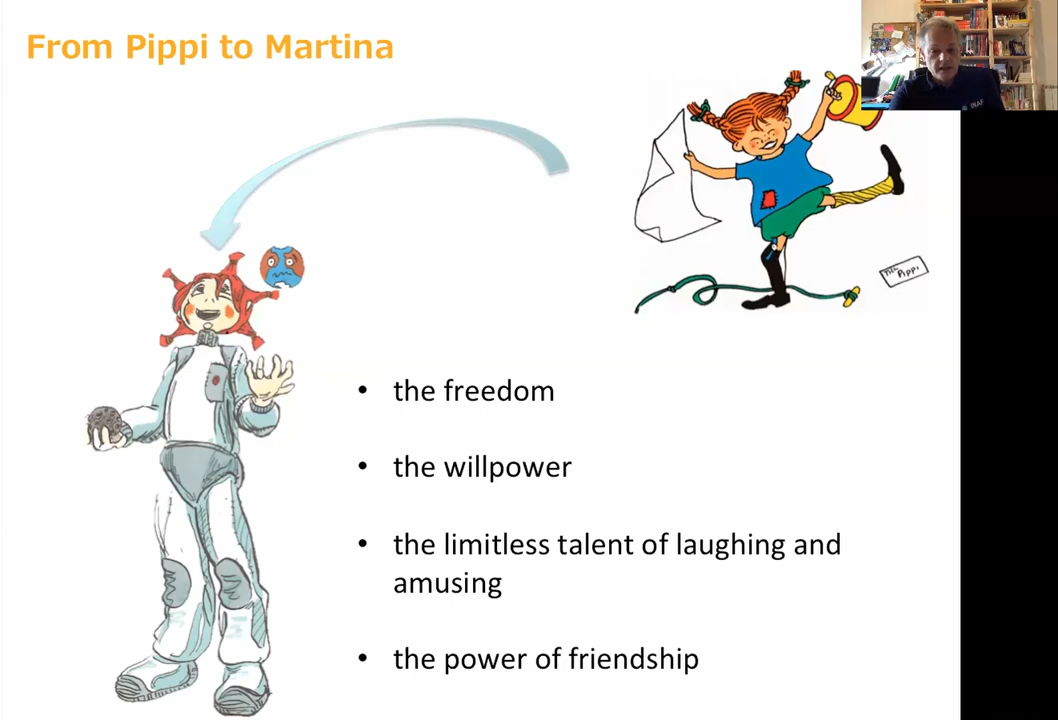 From Pippi to Martina
INAF
Pippi
• the freedom
• the willpower
• the limitless talent of laughing and
amusing
• the power of friendship